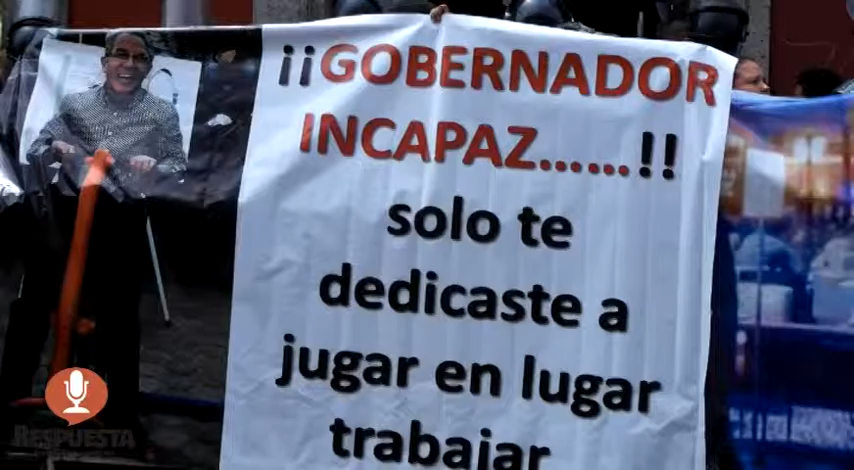 ¡¡GOBERNADOR
INCAPAZ......!!
solo te
dedicaste a
jugar en lugar
trabajar
RESPUESTA